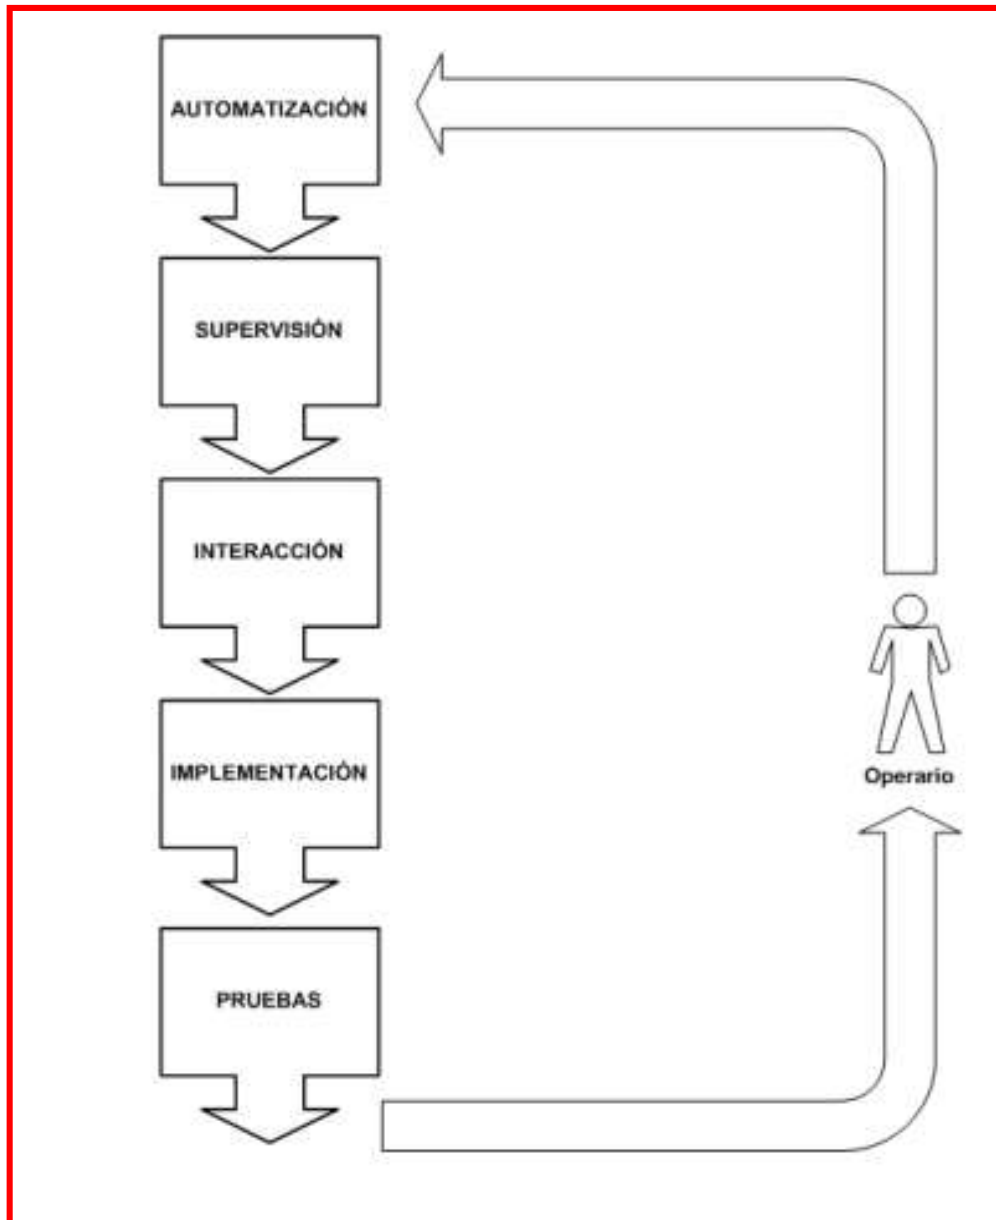 AUTOMATIZACIÓN
SUPERVISIÓN
INTERACCIÓN
IMPLEMENTACIÓN
Operario
PRUEBAS